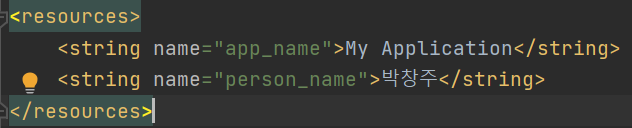 <resources>
    <string name="app_name">My Application</string>
    <string name="person_name">박창주</string>
</resources>